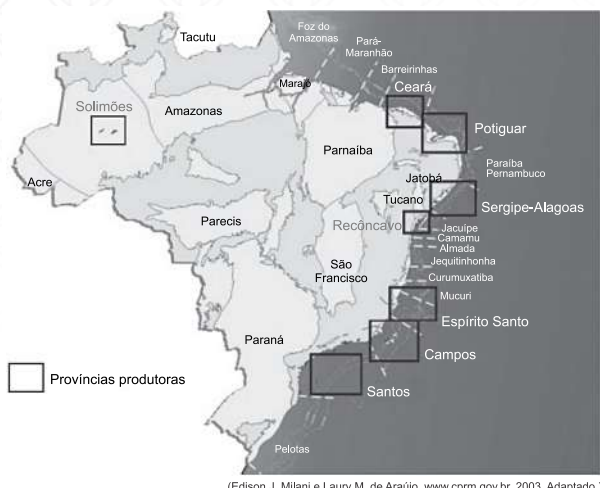 Tacutu
Foz do
Amazonas
Pará-
Maranhão
Barreirinhas
Ceará
Marajó
Solimões
Amazonas
Potiguar
Parnaíba
Paraíba
Pernambuco
Jatobá
Acre
Tucano
Sergipe-Alagoas
Parecis
Recôncavo
Jacuípe
Camamu
Almada
São
Francisco
Jequitinhonha
Curumuxatiba
Mucuri
Espírito Santo
Paraná
Campos
Províncias produtoras
Santos
Pelotas
(Edison J. Milani e Laury M. de Araújo. www.cprm.gov.br, 2003. Adaptado.)